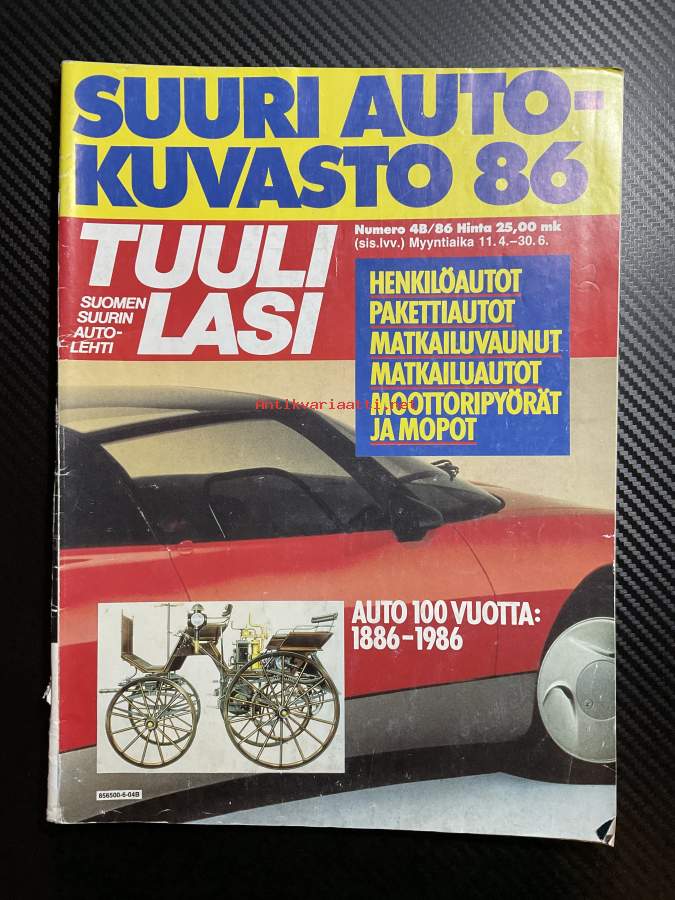 SUURI AUTO-
KUVASTO 86
TUULI
LASI
SUOMEN
SUURIN
AUTO-
LEHTI
Numero 4B/86 Hinta 25,00 mk
(sis.lvv.) Myyntiaika 11.4.–30.6.
HENKILÖAUTOT
PAKETTIAUTOT
MATKAILUVAUNUT
MATKAILUAUTOT
MOOTTORIPYÖRÄT
JA MOPOT
Antikvariaatti.net
AUTO 100 VUOTTA:
1886–1986
656500-6-04B